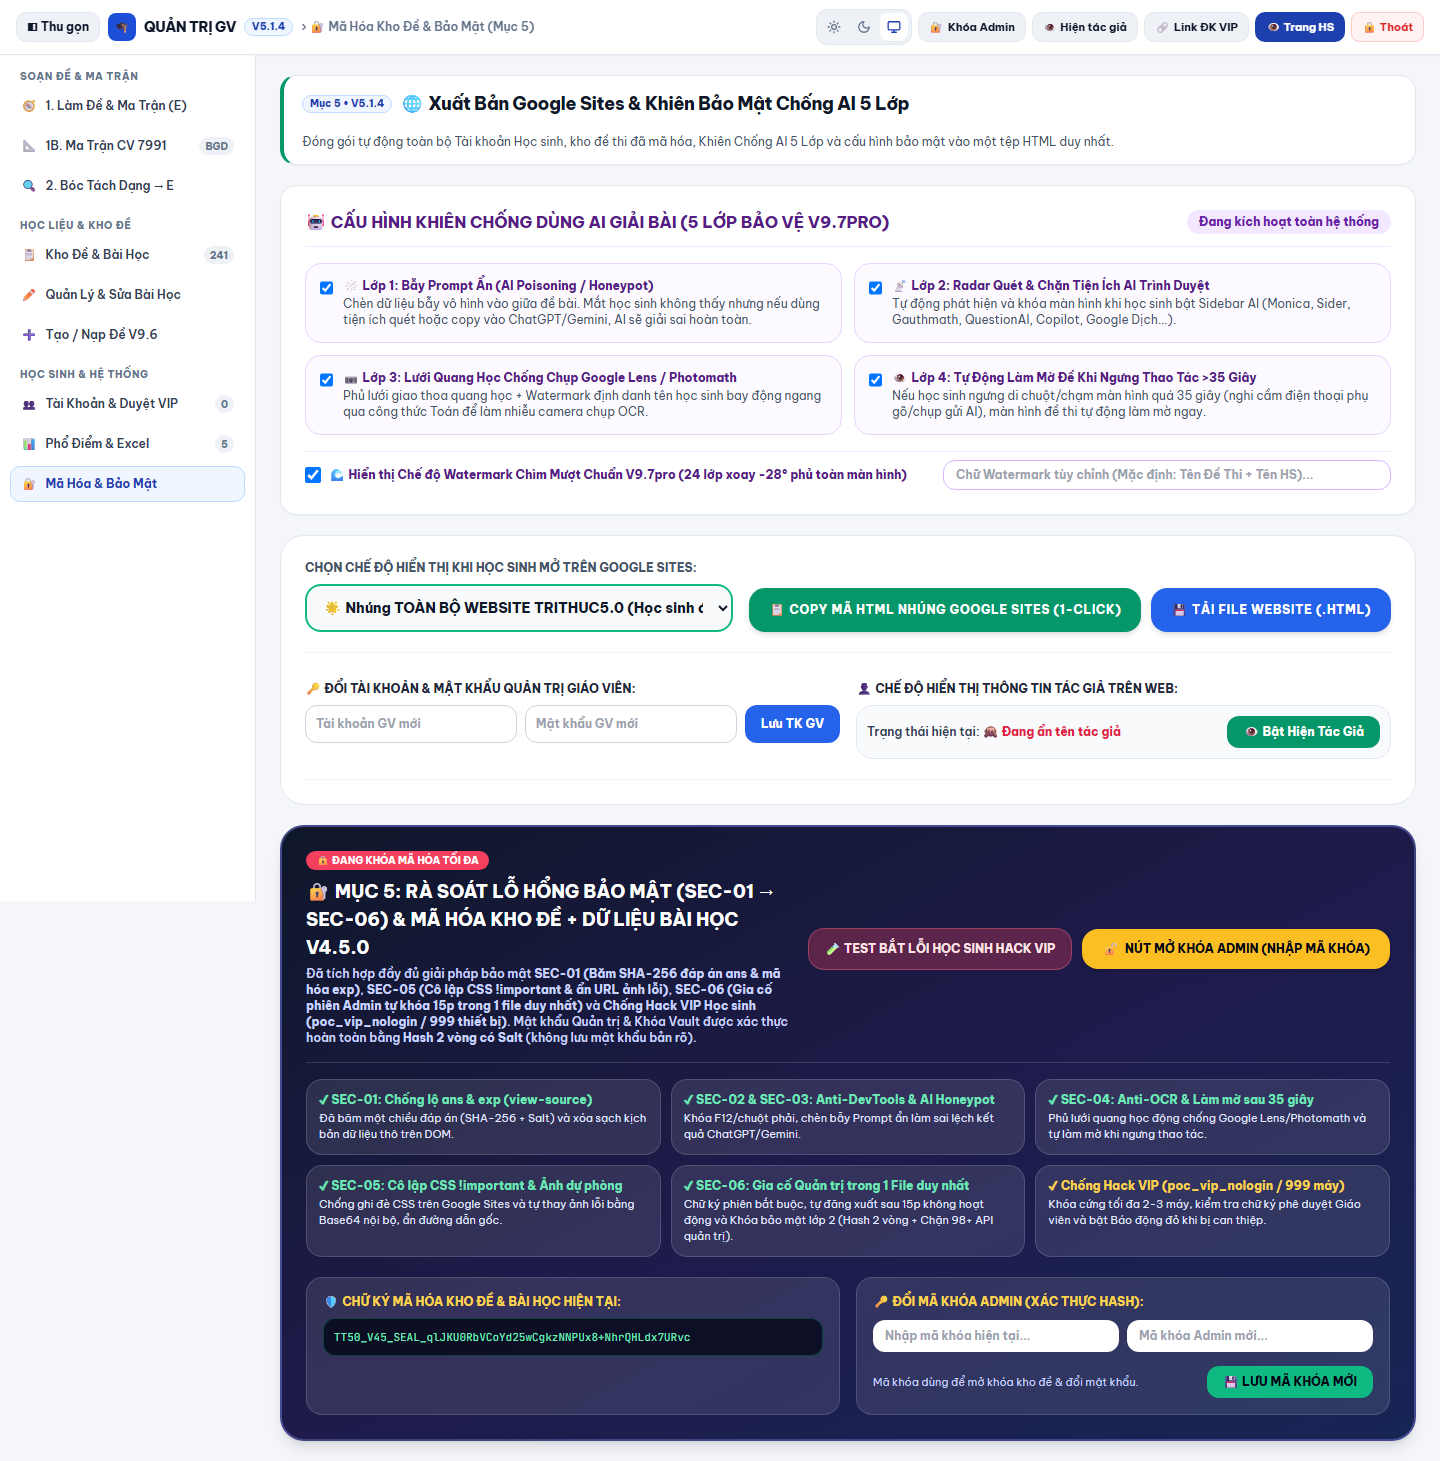 Thu gọn
QUẢN TRỊ GV
V5.1.4
› Mã Hóa Kho Đề & Bảo Mật (Mục 5)
Khóa Admin
Hiện tác giả
Link ĐK VIP
Trang HS
Thoát
SOẠN ĐỀ & MA TRẬN
1. Làm Đề & Ma Trận (E)
1B. Ma Trận CV 7991
BGD
2. Bóc Tách Dạng → E
HỌC LIỆU & KHO ĐỀ
Kho Đề & Bài Học
241
Quản Lý & Sửa Bài Học
Tạo / Nạp Đề V9.6
HỌC SINH & HỆ THỐNG
Tài Khoản & Duyệt VIP
0
Phổ Điểm & Excel
5
Mã Hóa & Bảo Mật
Mục 5 • V5.1.4
Xuất Bản Google Sites & Khiên Bảo Mật Chống AI 5 Lớp
Đóng gói tự động toàn bộ Tài khoản Học sinh, kho đề thi đã mã hóa, Khiên Chống AI 5 Lớp và cấu hình bảo mật vào một tệp HTML duy nhất.
CẤU HÌNH KHIÊN CHỐNG DÙNG AI GIẢI BÀI (5 LỚP BẢO VỆ V9.7PRO)
Đang kích hoạt toàn hệ thống
Lớp 1: Bẫy Prompt Ẩn (AI Poisoning / Honeypot)
Chèn dữ liệu bẫy vô hình vào giữa đề bài. Mắt học sinh không thấy nhưng nếu dùng
tiện ích quét hoặc copy vào ChatGPT/Gemini, AI sẽ giải sai hoàn toàn.
Lớp 2: Radar Quét & Chặn Tiện Ích AI Trình Duyệt
Tự động phát hiện và khóa màn hình khi học sinh bật Sidebar AI (Monica, Sider,
Gauthmath, QuestionAI, Copilot, Google Dịch...).
Lớp 3: Lưới Quang Học Chống Chụp Google Lens / Photomath
Phủ lưới giao thoa quang học + Watermark định danh tên học sinh bay động ngang
qua công thức Toán để làm nhiễu camera chụp OCR.
Lớp 4: Tự Động Làm Mờ Đề Khi Ngưng Thao Tác >35 Giây
Nếu học sinh ngưng di chuột/chạm màn hình quá 35 giây (nghi cầm điện thoại phụ
gõ/chụp gửi AI), màn hình đề thi tự động làm mờ ngay.
Hiển thị Chế độ Watermark Chìm Mượt Chuẩn V9.7pro (24 lớp xoay -28° phủ toàn màn hình)
Chữ Watermark tùy chỉnh (Mặc định: Tên Đề Thi + Tên HS)...
CHỌN CHẾ ĐỘ HIỂN THỊ KHI HỌC SINH MỞ TRÊN GOOGLE SITES:
Nhúng TOÀN BỘ WEBSITE TRITHUC5.0 (Học sinh
COPY MÃ HTML NHÚNG GOOGLE SITES (1-CLICK)
TẢI FILE WEBSITE (.HTML)
ĐỔI TÀI KHOẢN & MẬT KHẨU QUẢN TRỊ GIÁO VIÊN:
Tài khoản GV mới
Mật khẩu GV mới
Lưu TK GV
CHẾ ĐỘ HIỂN THỊ THÔNG TIN TÁC GIẢ TRÊN WEB:
Trạng thái hiện tại: Đang ẩn tên tác giả
Bật Hiện Tác Giả
ĐANG KHÓA MÃ HÓA TỐI ĐA
MỤC 5: RÀ SOÁT LỖ HỔNG BẢO MẬT (SEC-01 →
SEC-06) & MÃ HÓA KHO ĐỀ + DỮ LIỆU BÀI HỌC
V4.5.0
Đã tích hợp đầy đủ giải pháp bảo mật SEC-01 (Băm SHA-256 đáp án ans & mã
hóa exp), SEC-05 (Cô lập CSS !important & ẩn URL ảnh lỗi), SEC-06 (Gia cố
phiên Admin tự khóa 15p trong 1 file duy nhất) và Chống Hack VIP Học sinh
(poc_vip_nologin / 999 thiết bị). Mật khẩu Quản trị & Khóa Vault được xác thực
hoàn toàn bằng Hash 2 vòng có Salt (không lưu mật khẩu bản rõ).
TEST BẮT LỖI HỌC SINH HACK VIP
NÚT MỞ KHÓA ADMIN (NHẬP MÃ KHÓA)
✓ SEC-01: Chống lộ ans & exp (view-source)
Đã băm một chiều đáp án (SHA-256 + Salt) và xóa sạch kịch
bản dữ liệu thô trên DOM.
✓ SEC-02 & SEC-03: Anti-DevTools & AI Honeypot
Khóa F12/chuột phải, chèn bẫy Prompt ẩn làm sai lệch kết
quả ChatGPT/Gemini.
✓ SEC-04: Anti-OCR & Làm mờ sau 35 giây
Phủ lưới quang học động chống Google Lens/Photomath và
tự làm mờ khi ngưng thao tác.
✓ SEC-05: Cô lập CSS !important & Ảnh dự phòng
Chống ghi đè CSS trên Google Sites và tự thay ảnh lỗi bằng
Base64 nội bộ, ẩn đường dẫn gốc.
✓ SEC-06: Gia cố Quản trị trong 1 File duy nhất
Chữ ký phiên bắt buộc, tự đăng xuất sau 15p không hoạt
động và Khóa bảo mật lớp 2 (Hash 2 vòng + Chặn 98+ API
quản trị).
✓ Chống Hack VIP (poc_vip_nologin / 999 máy)
Khóa cứng tối đa 2-3 máy, kiểm tra chữ ký phê duyệt Giáo
viên và bật Báo động đỏ khi bị can thiệp.
CHỮ KÝ MÃ HÓA KHO ĐỀ & BÀI HỌC HIỆN TẠI:
TT50_V45_SEAL_qlJKU0RbVCoYd25wCgkzNNPUx8+NhrQHLdx7URvc
ĐỔI MÃ KHÓA ADMIN (XÁC THỰC HASH):
Nhập mã khóa hiện tại...
Mã khóa Admin mới...
Mã khóa dùng để mở khóa kho đề & đổi mật khẩu.
LƯU MÃ KHÓA MỚI